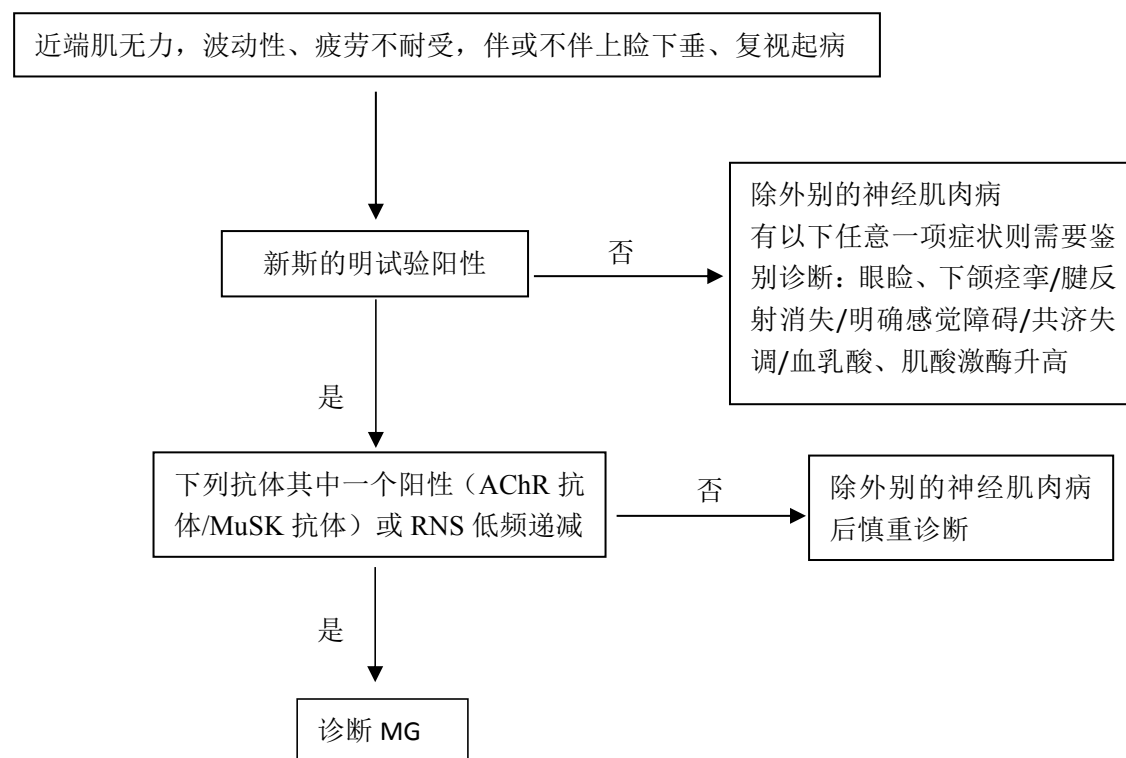 近端肌无力，波动性、疲劳不耐受，伴或不伴上睑下垂、复视起病
新斯的明试验阳性
否
除外别的神经肉病
有以下任意一项症状则需要鉴
别诊断：眼睑、下颌痉挛/腱反
射消失/明确感觉障碍/共济失
调/血乳酸、肌酸激酶升高
是
下列抗体其中一个阳性（AChR 抗
体/MuSK 抗体）或 RNS 低频递减
否
除外别的神经肌肉病
后慎重诊断
是
诊断 MG